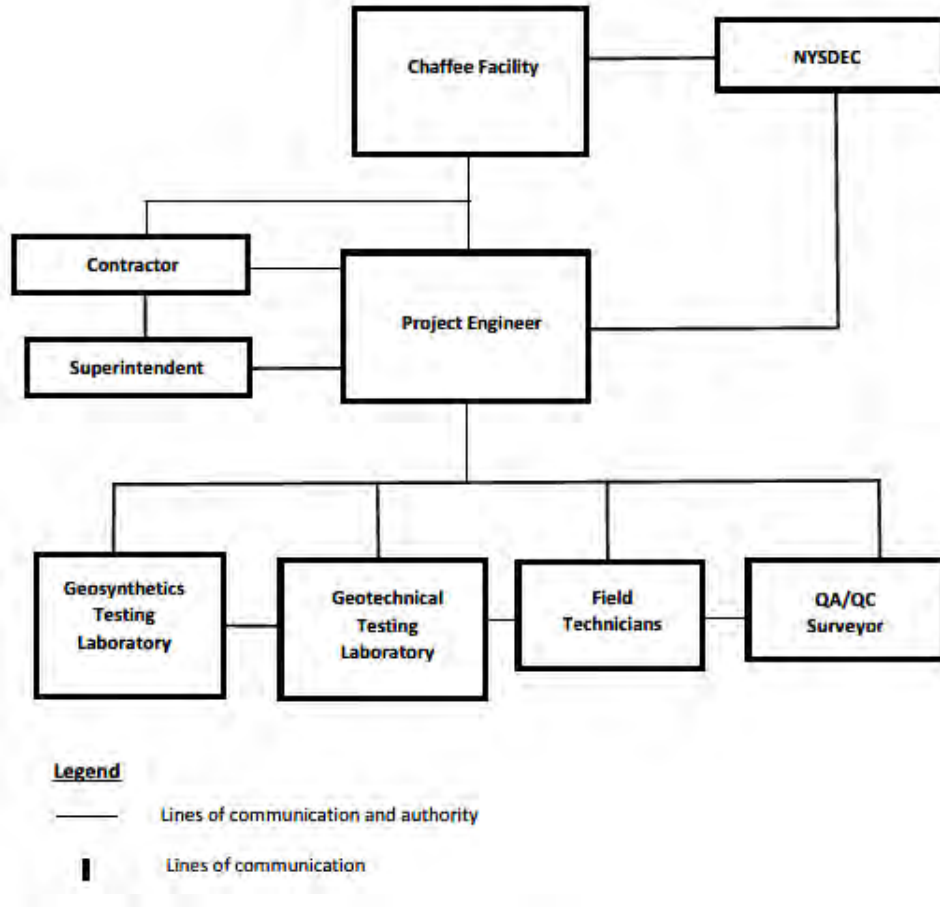 Chaffee Facility
NYSDEC
Contractor
Project Engineer
Superintendent
Geosynthetics
Testing
Laboratory
Geotechnical
Testing
Laboratory
Field
Technicians
QA/QC
Surveyor
Legend
Lines of communication and authority
Lines of communication